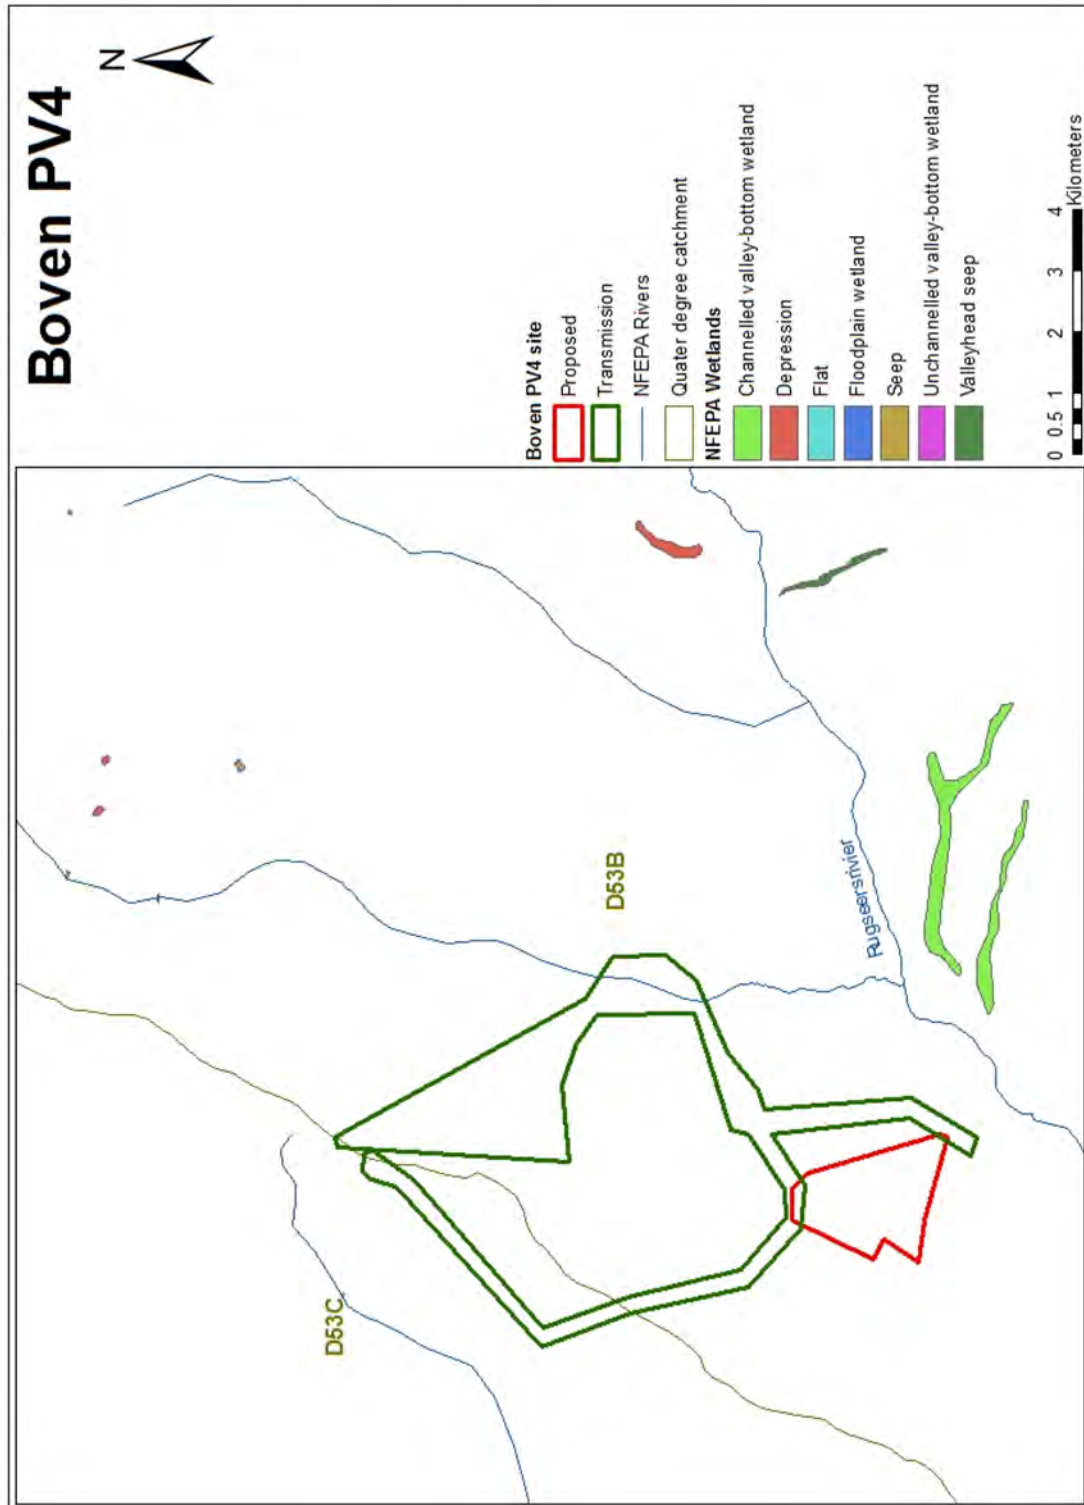 Boven PV4
N
Boven PV4 site
Proposed
Transmission
NFEPA Rivers
Quater degree catchment
NFEPA Wetlands
Channelled valley-bottom wetland
Depression
Flat
Floodplain wetland
Seep
Unchannelled valley-bottom wetland
Valleyhead seep
0 0.5 1 2 3 4
Kilometers
D53C
D53B
Rugseersrivier